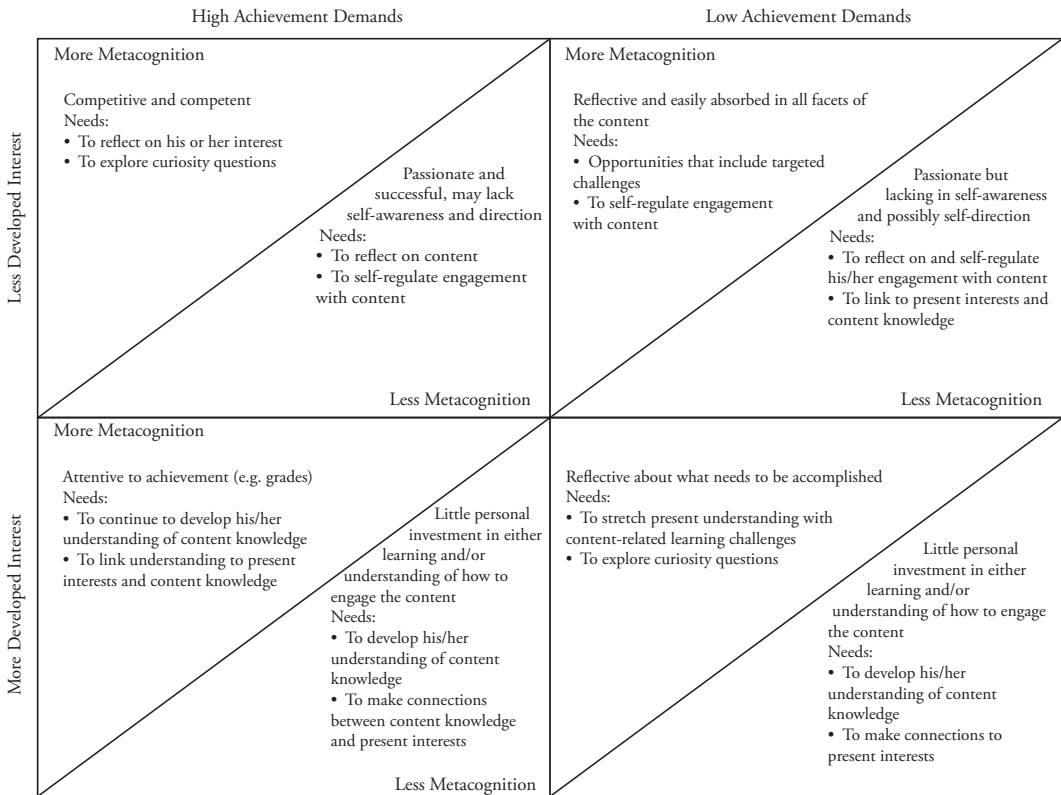 High Achievement Demands
Low Achievement Demands
Less Developed Interest
More Metacognition
Competitive and competent
Needs:
• To reflect on his or her interest
• To explore curiosity questions
Passionate and
successful, may lack
self-awareness and direction
Needs:
• To reflect on content
• To self-regulate engagement
with content
Less Metacognition
More Metacognition
Reflective and easily absorbed in all facets of
the content
Needs:
• Opportunities that include targeted
challenges
• To self-regulate engagement
with content
Passionate but
lacking in self-awareness
and possibly self-direction
Needs:
• To reflect on and self-regulate
his/her engagement with content
• To link to present interests and
content knowledge
Less Metacognition
More Developed Interest
More Metacognition
Attentive to achievement (e.g. grades)
Needs:
• To continue to develop his/her
understanding of content knowledge
• To link understanding to present
interests and content knowledge
Little personal
investment in either
learning and/or
understanding of how to
engage the content
Needs:
• To develop his/her
understanding of content
knowledge
• To make connections
between content knowledge
and present interests
Less Metacognition
Reflective about what needs to be accomplished
Needs:
• To stretch present understanding with
content-related learning challenges
• To explore curiosity questions
Little personal
investment in either
learning and/or
understanding of how to engage
the content
Needs:
• To develop his/her
understanding of content
knowledge
• To make connections to
present interests